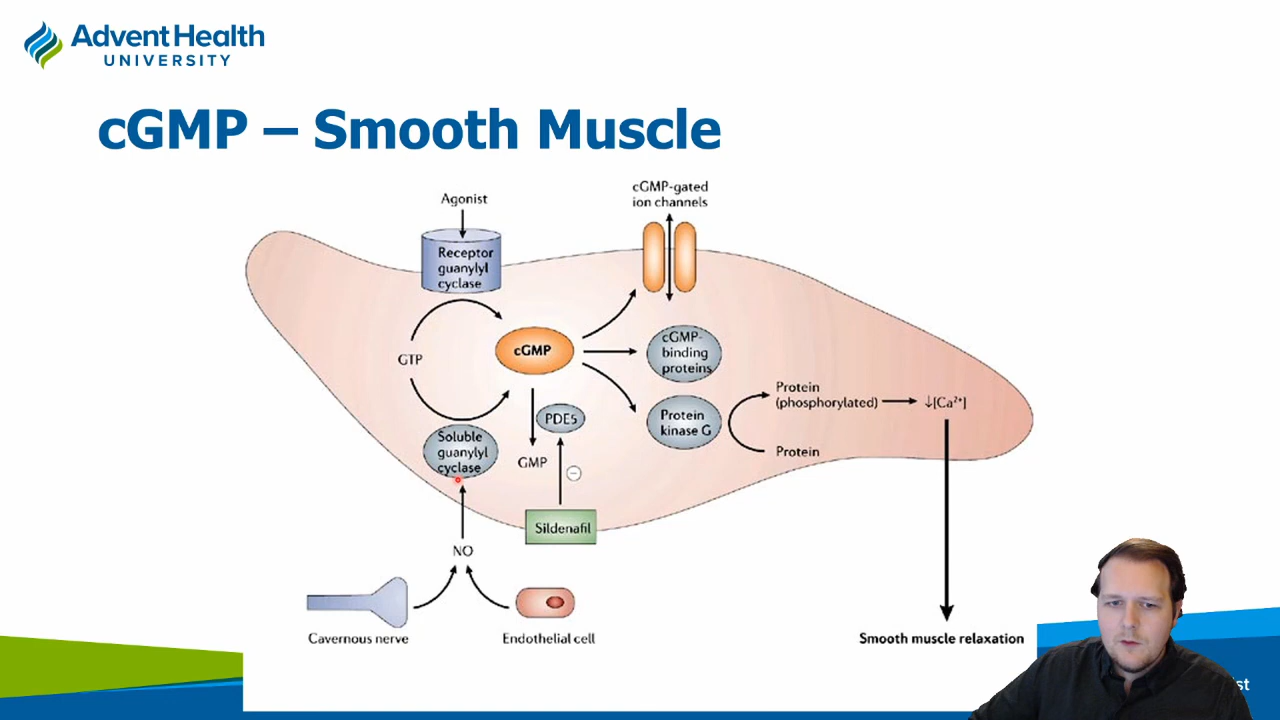 AdventHealth
UNIVERSITY
cGMP – Smooth Muscle
Agonist
cGMP-gated
ion channels
Receptor
guanylyl
cyclase
GTP
cGMP
cGMP-
binding
proteins
Protein
kinase G
Protein
(phosphorylated)
↓[Ca²⁺]
Protein
PDE5
GMP
−
Soluble
guanylyl
cyclase
Sildenafil
NO
Cavernous nerve
Endothelial cell
Smooth muscle relaxation